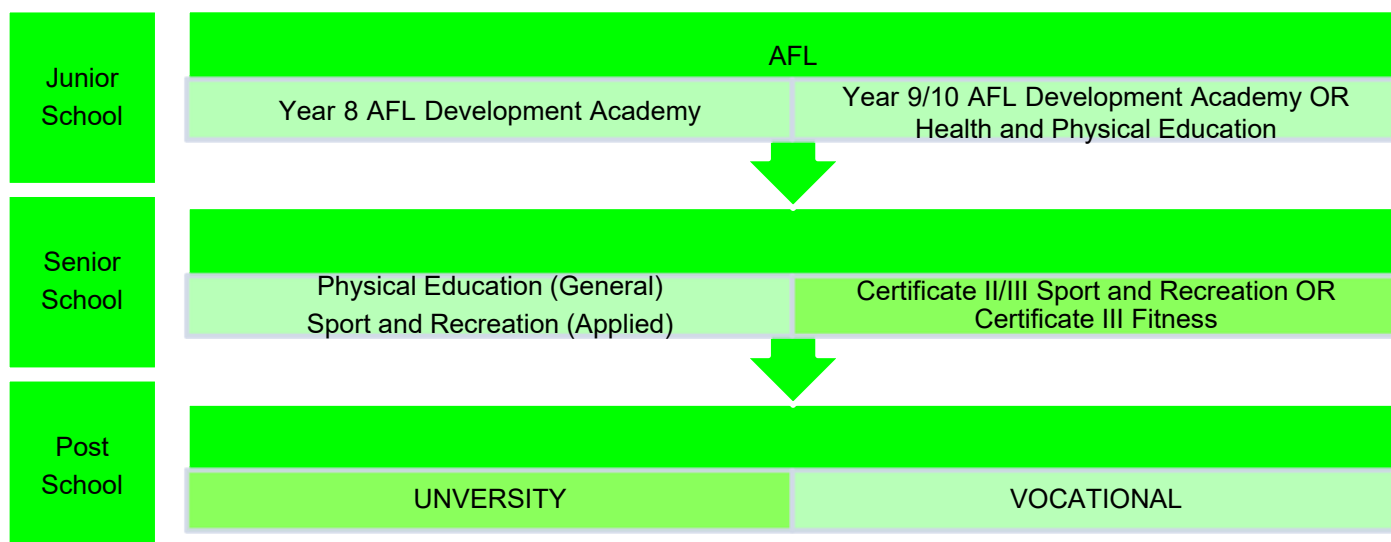 Junior
School
AFL
Year 8 AFL Development Academy
Year 9/10 AFL Development Academy OR
Health and Physical Education
Senior
School
Physical Education (General)
Sport and Recreation (Applied)
Certificate II/III Sport and Recreation OR
Certificate III Fitness
Post
School
UNVERSITY
VOCATIONAL